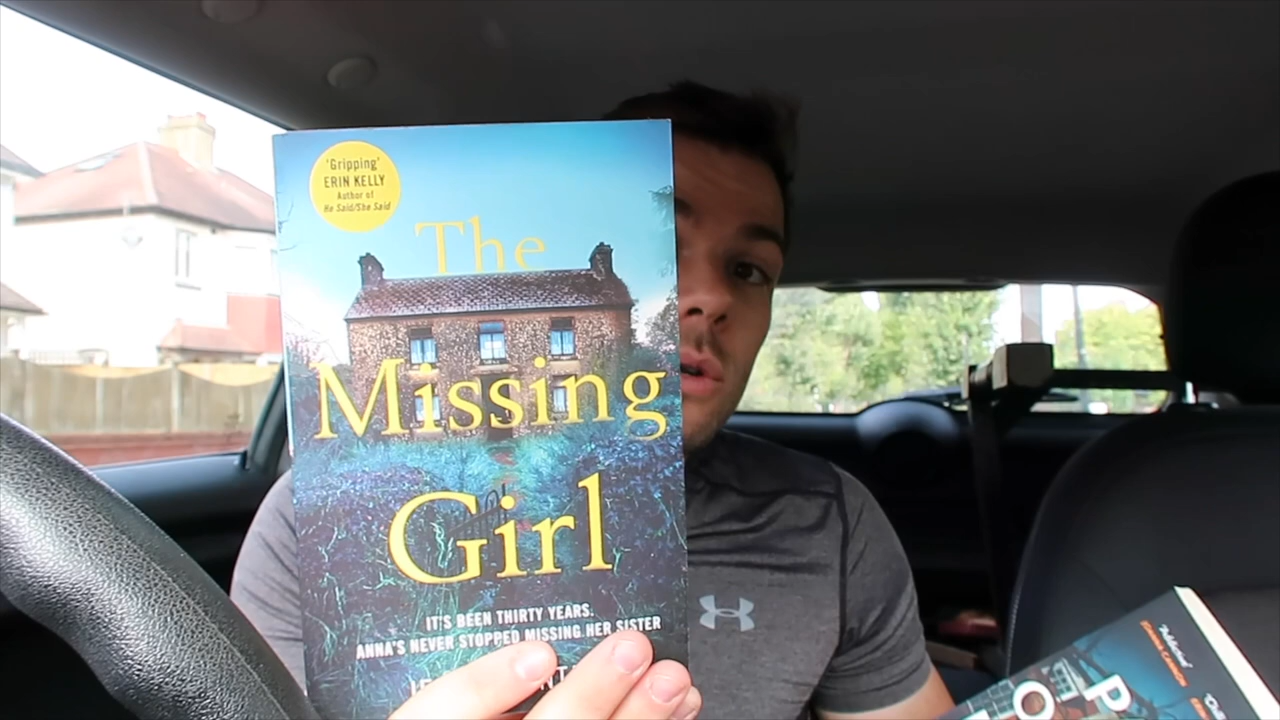 'Gripping'
ERIN KELLY
Author of
He Said/She Said
The
Missing
Girl
IT'S BEEN THIRTY YEARS.
ANNA'S NEVER STOPPED MISSING HER SISTER